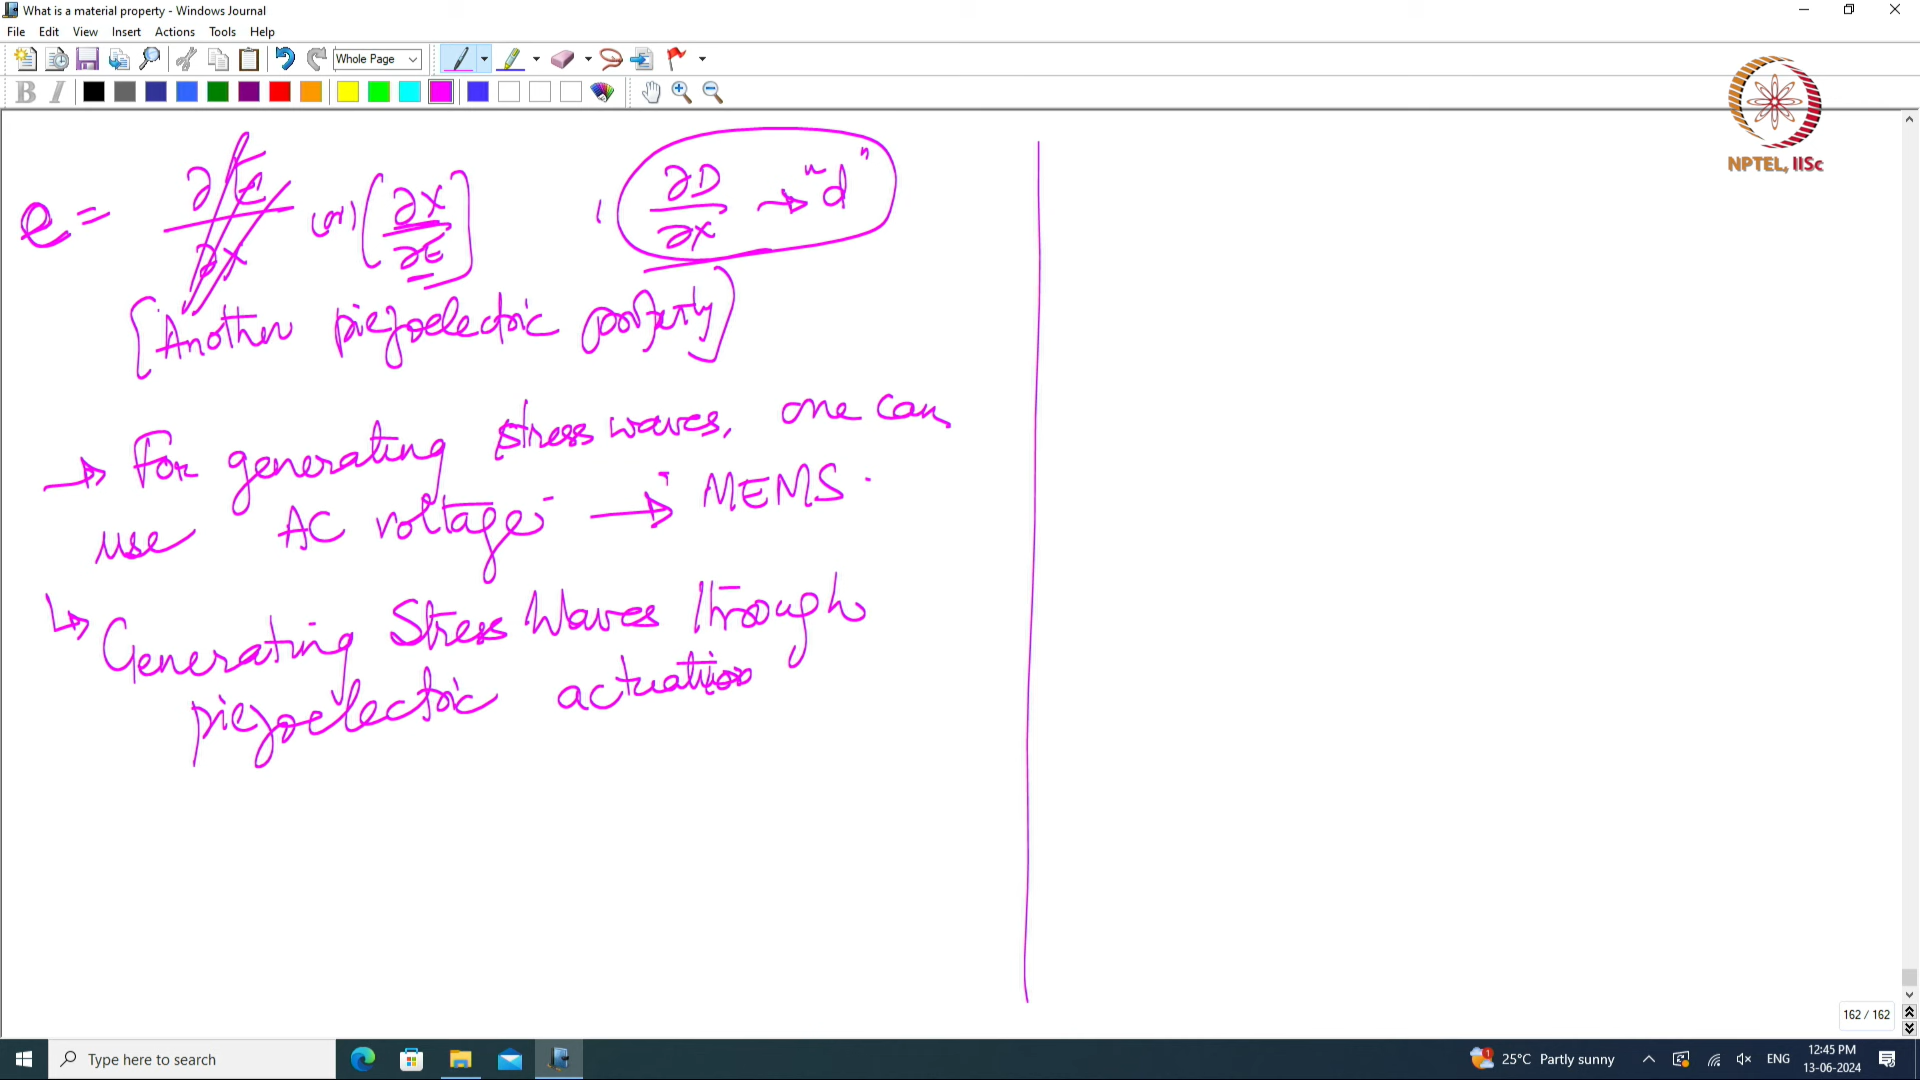 What is a material property - Windows Journal
File Edit View Insert Actions Tools Help
Whole Page
B I
NPTEL, IISc
e = ∂E/∂X (or) [∂X/∂E] , ∂D/∂X → "d"
[Another piezoelectric property]
→ For generating stress waves, one can
use AC voltages → MEMS.
↳ Generating Stress Waves Through
piezoelectric actuation
162 / 162
Type here to search
1
25°C Partly sunny
ENG
12:45 PM
13-06-2024